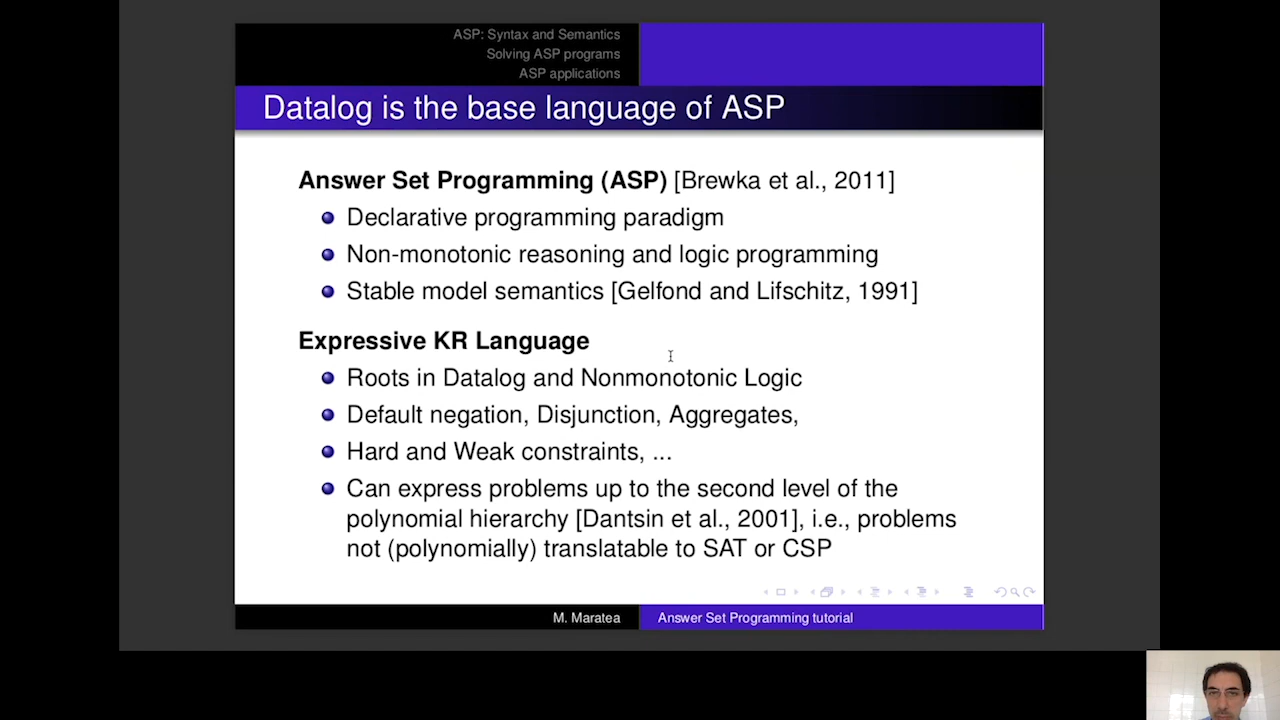 ASP: Syntax and Semantics
Solving ASP programs
ASP applications
Datalog is the base language of ASP
Answer Set Programming (ASP) [Brewka et al., 2011]
Declarative programming paradigm
Non-monotonic reasoning and logic programming
Stable model semantics [Gelfond and Lifschitz, 1991]
Expressive KR Language
Roots in Datalog and Nonmonotonic Logic
Default negation, Disjunction, Aggregates,
Hard and Weak constraints, ...
Can express problems up to the second level of the
polynomial hierarchy [Dantsin et al., 2001], i.e., problems
not (polynomially) translatable to SAT or CSP
M. Maratea
Answer Set Programming tutorial